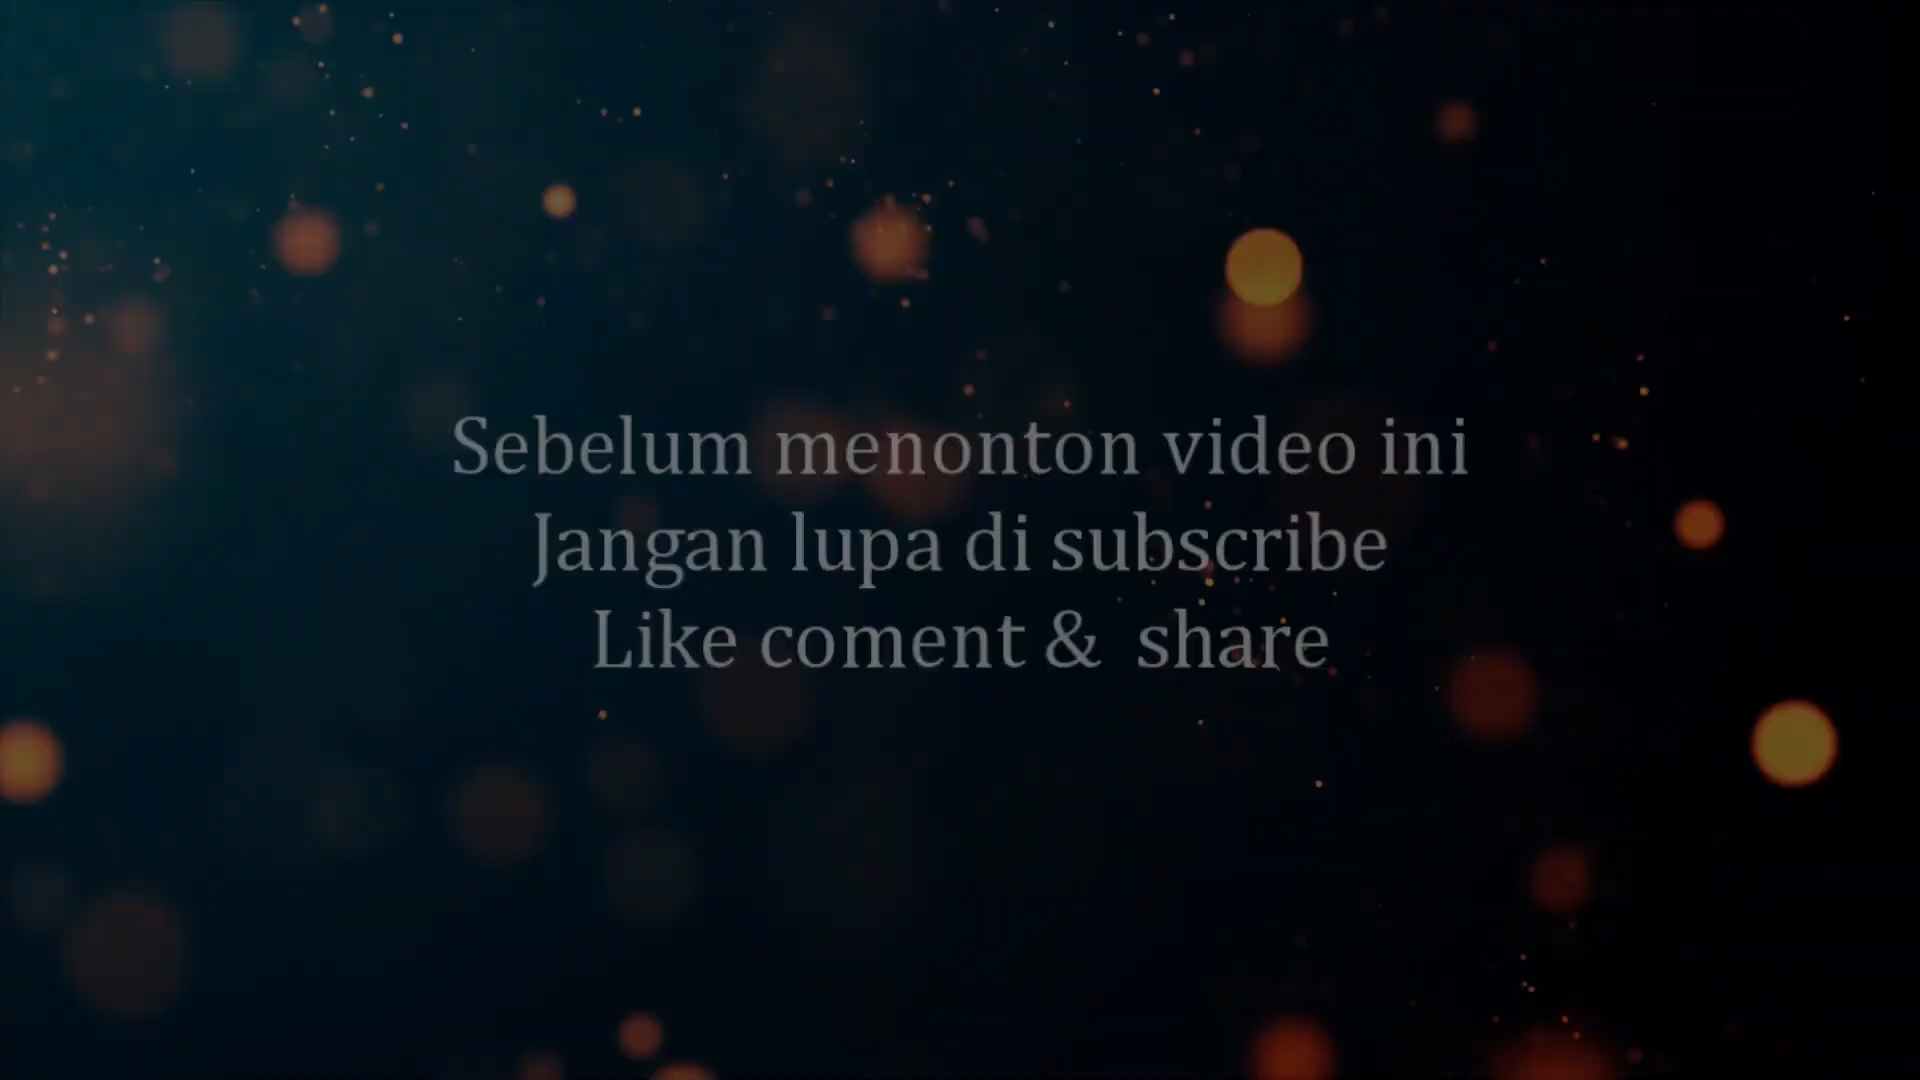 Sebelum menonton video ini
Jangan lupa di subscribe
Like coment & share